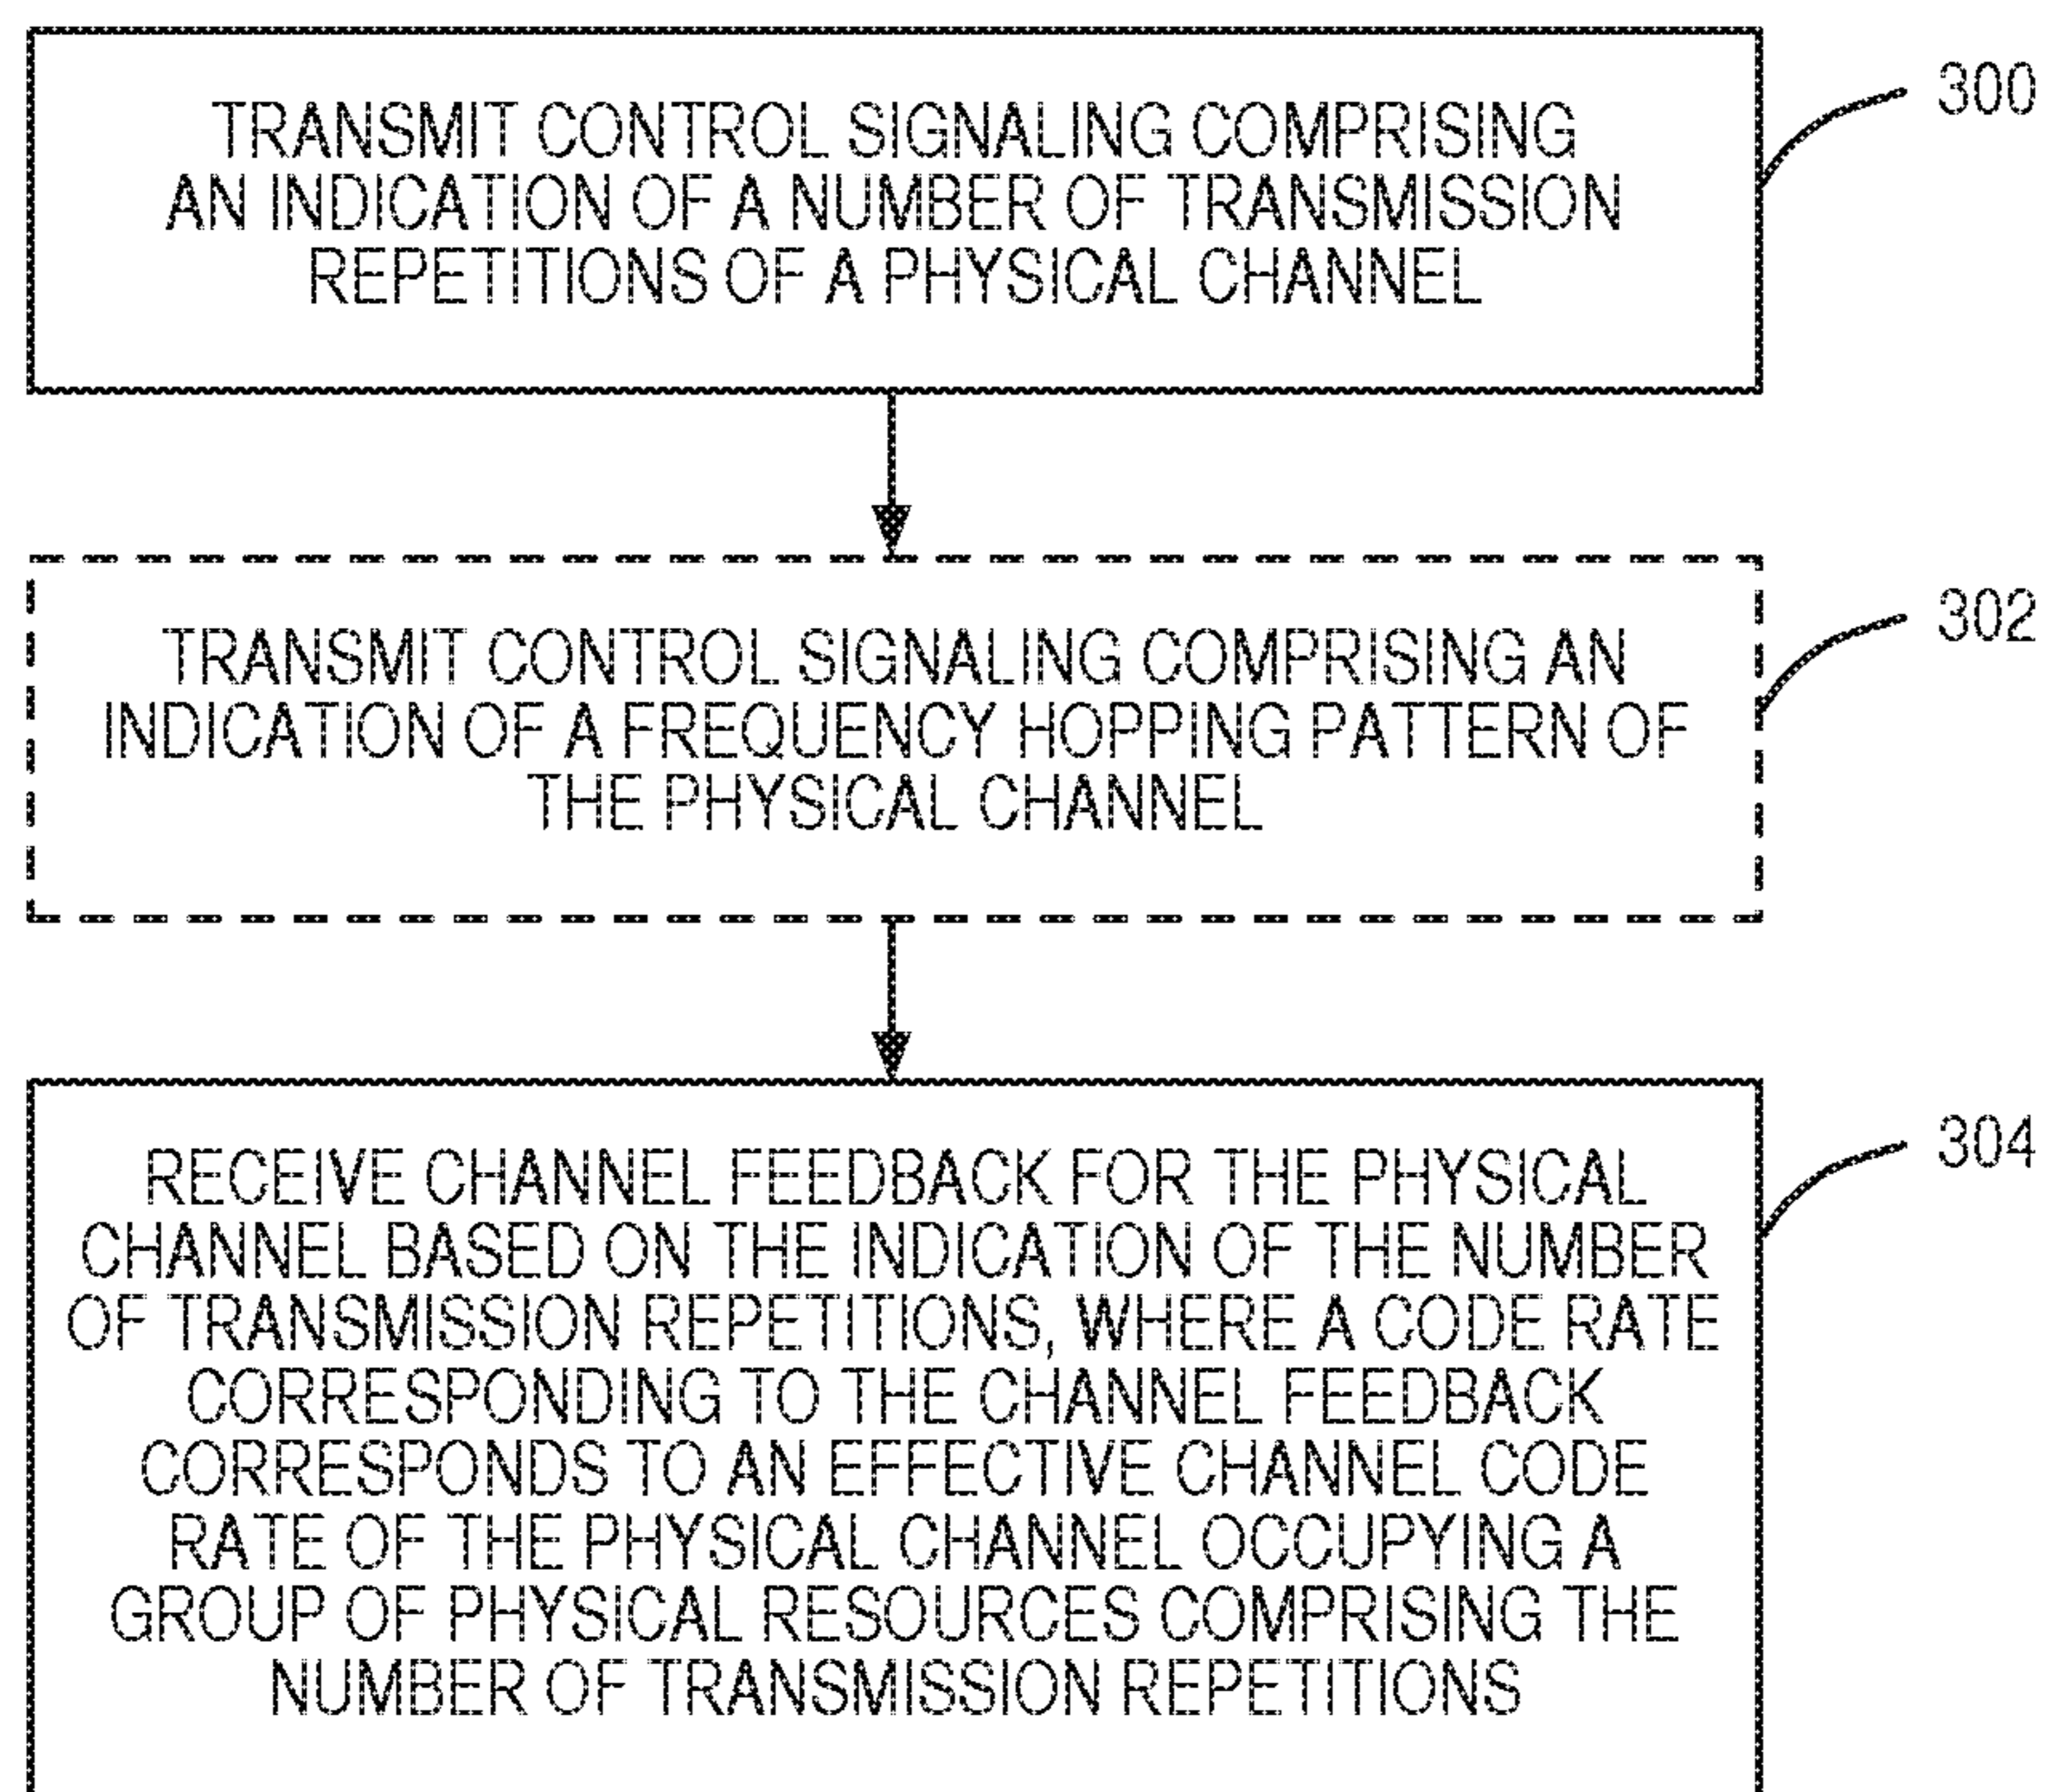 TRANSMIT CONTROL SIGNALING COMPRISING
AN INDICATION OF A NUMBER OF TRANSMISSION
REPETITIONS OF A PHYSICAL CHANNEL
300
TRANSMIT CONTROL SIGNALING COMPRISING AN
INDICATION OF A FREQUENCY HOPPING PATTERN OF
THE PHYSICAL CHANNEL
302
RECEIVE CHANNEL FEEDBACK FOR THE PHYSICAL
CHANNEL BASED ON THE INDICATION OF THE NUMBER
OF TRANSMISSION REPETITIONS, WHERE A CODE RATE
CORRESPONDING TO THE CHANNEL FEEDBACK
CORRESPONDS TO AN EFFECTIVE CHANNEL CODE
RATE OF THE PHYSICAL CHANNEL OCCUPYING A
GROUP OF PHYSICAL RESOURCES COMPRISING THE
NUMBER OF TRANSMISSION REPETITIONS
304